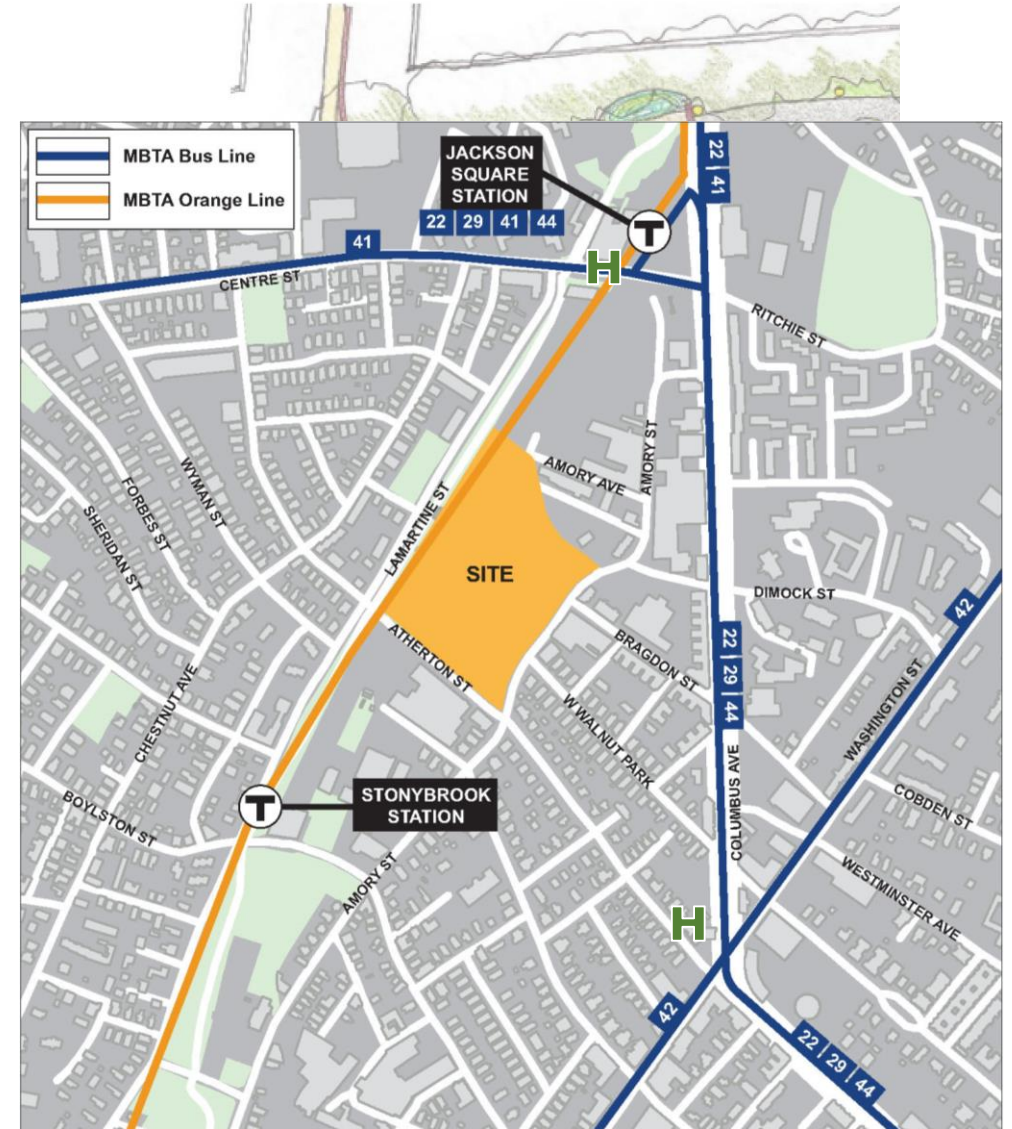 MBTA Bus Line
MBTA Orange Line
JACKSON
SQUARE
STATION
22 29 41 44
22 41
T
41
H
CENTRE ST
RITCHIE ST
AMORY ST
AMORY AVE
WYMAN ST
FORBES ST
SHERIDAN ST
LAMARTINE ST
SITE
DIMOCK ST
42
ATHERTON ST
BRAGDON ST
22 29 44
W WALNUT PARK
WASHINGTON ST
CHESTNUT AVE
COLUMBUS AVE
COBDEN ST
BOYLSTON ST
T
STONYBROOK
STATION
AMORY ST
WESTMINSTER AVE
H
42
22 29 44